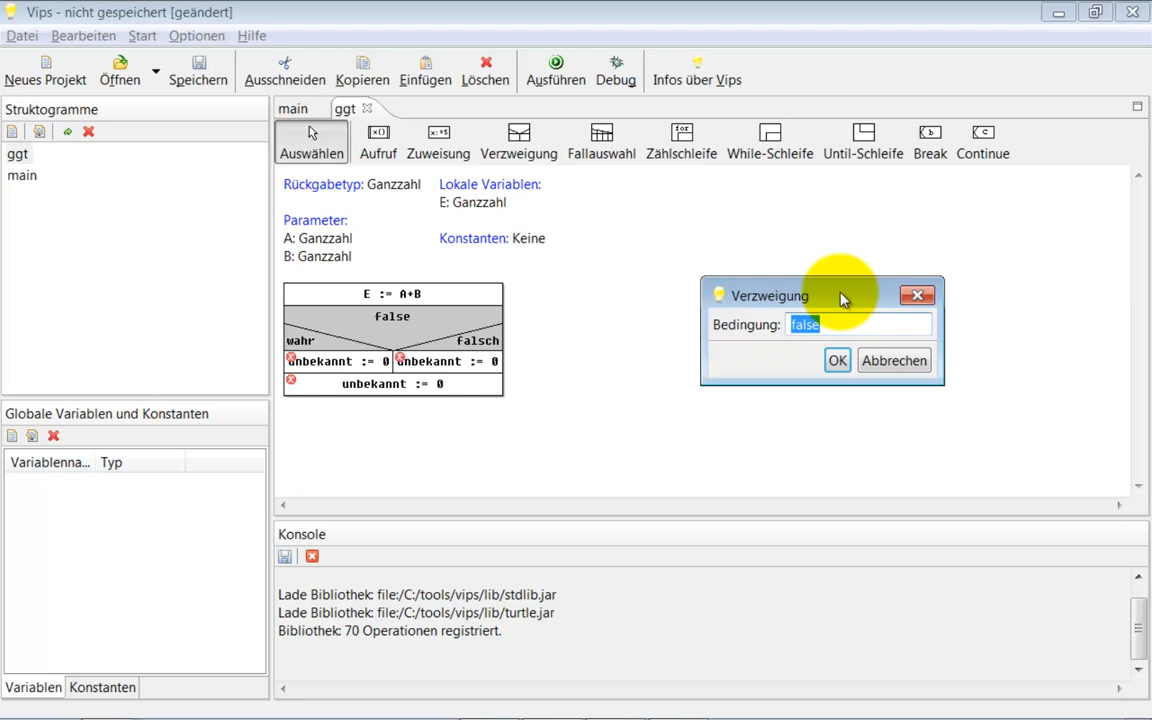 Vips - nicht gespeichert [geändert]
Datei Bearbeiten Start Optionen Hilfe
Neues Projekt Öffnen Speichern Ausschneiden Kopieren Einfügen Löschen Ausführen Debug Infos über Vips
Struktogramme
ggt
main
Globale Variablen und Konstanten
Variablenna... Typ
Variablen Konstanten
main ggt
Auswählen Aufruf Zuweisung Verzweigung Fallauswahl Zählschleife While-Schleife Until-Schleife Break Continue
Rückgabetyp: Ganzzahl Lokale Variablen:
E: Ganzzahl
Parameter:
A: Ganzzahl Konstanten: Keine
B: Ganzzahl
E := A+B
false
wahr falsch
unbekannt := 0 unbekannt := 0
unbekannt := 0
Verzweigung
Bedingung: false
OK Abbrechen
Konsole
Lade Bibliothek: file:/C:/tools/vips/lib/stdlib.jar
Lade Bibliothek: file:/C:/tools/vips/lib/turtle.jar
Bibliothek: 70 Operationen registriert.